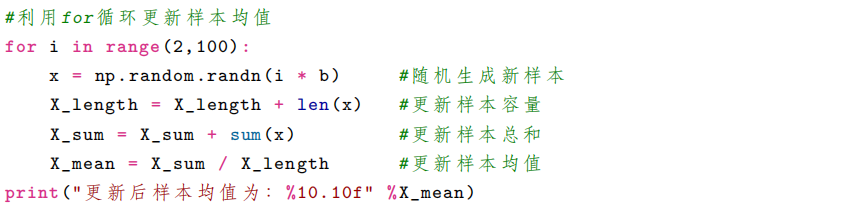 #利用for循环更新样本均值
for i in range(2,100):
    x = np.random.randn(i * b)     #随机生成新样本
    X_length = X_length + len(x)   #更新样本容量
    X_sum = X_sum + sum(x)         #更新样本总和
    X_mean = X_sum / X_length      #更新样本均值
print("更新后样本均值为: %10.10f" %X_mean)